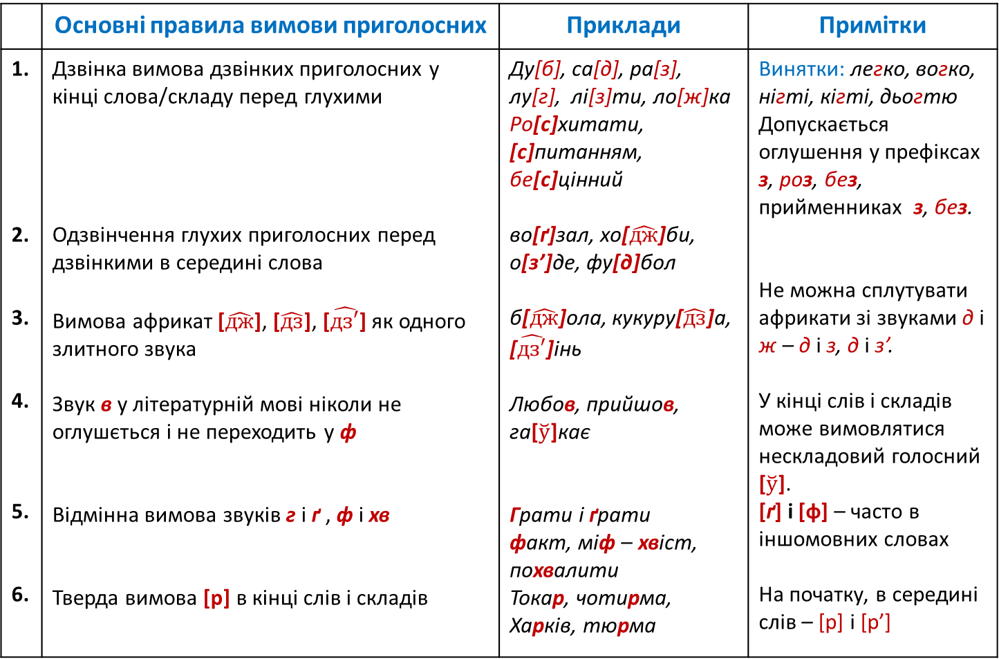 Основні правила вимови приголосних	Приклади	Примітки
1.	Дзвінка вимова дзвінких приголосних у	Ду[б], са[д], ра[з],	Винятки: легко, вогко,
кінці слова/складу перед глухими	лу[г], лі[з]ти, ло[ж]ка	нігті, кігті, дьогтю
Ро[с]хитати,	Допускається
[с]питанням,	оглушення у префіксах
бе[с]цінний	з, роз, без,
прийменниках з, без.
2.	Одзвінчення глухих приголосних перед	во[ґ]зал, хо[д͡ж]би,
дзвінкими в середині слова	о[з’]де, фу[д]бол
Не можна сплутувати
3.	Вимова африкат [д͡ж], [д͡з], [д͡з′] як одного	б[д͡ж]ола, кукуру[д͡з]а,	африкати зі звуками д і
злитного звука	[д͡з′]інь	ж – д і з, д і з’.
4.	Звук в у літературній мові ніколи не	Любов, прийшов,	У кінці слів і складів
оглушється і не переходить у ф	га[ў]кає	може вимовлятися
нескладовий голосний
[ў].
5.	Відмінна вимова звуків г і ґ , ф і хв	Грати і ґрати	[ґ] і [ф] – часто в
факт, міф – хвіст,	іншомовних словах
похвалити
6.	Тверда вимова [р] в кінці слів і складів	Токар, чотирма,	На початку, в середині
Харків, тюрма	слів – [р] і [р’]